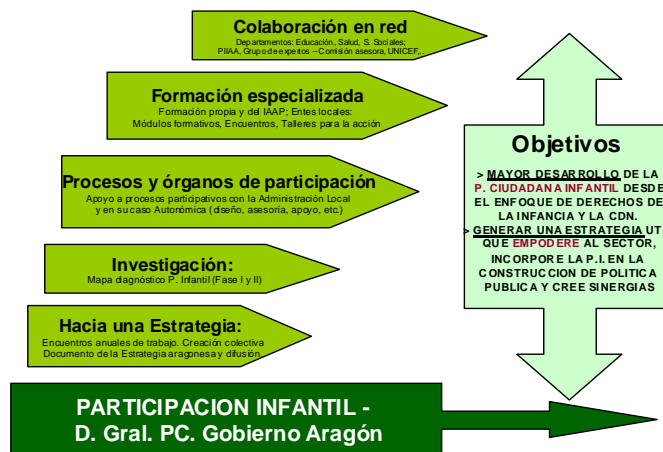 Colaboración en red
Departamentos: Educación, Salud, S. Sociales;
PIIAA, Grupo de expertos – Comisión asesora, UNICEF,..
Formación especializada
Formación propia y del IAAP; Entes locales:
Módulos formativos, Encuentros, Talleres para la acción
Procesos y órganos de participación
Apoyo a procesos participativos con la Administración Local
y en su caso Autonómica (diseño, asesoría, apoyo, etc.)
Investigación:
Mapa diagnóstico P. Infantil (Fase I y II)
Hacia una Estrategia:
Encuentros anuales de trabajo. Creación colectiva
Documento de la Estrategia aragonesa y difusión.
PARTICIPACION INFANTIL -
D. Gral. PC. Gobierno Aragón
Objetivos
> MAYOR DESARROLLO DE LA
P. CIUDADANA INFANTIL DESDE
EL ENFOQUE DE DERECHOS DE
LA INFANCIA Y LA CDN.
> GENERAR UNA ESTRATEGIA UT
QUE EMPODERE AL SECTOR,
INCORPORE LA P.I. EN LA
CONSTRUCCION DE POLITICA
PUBLICA Y CREE SINERGIAS